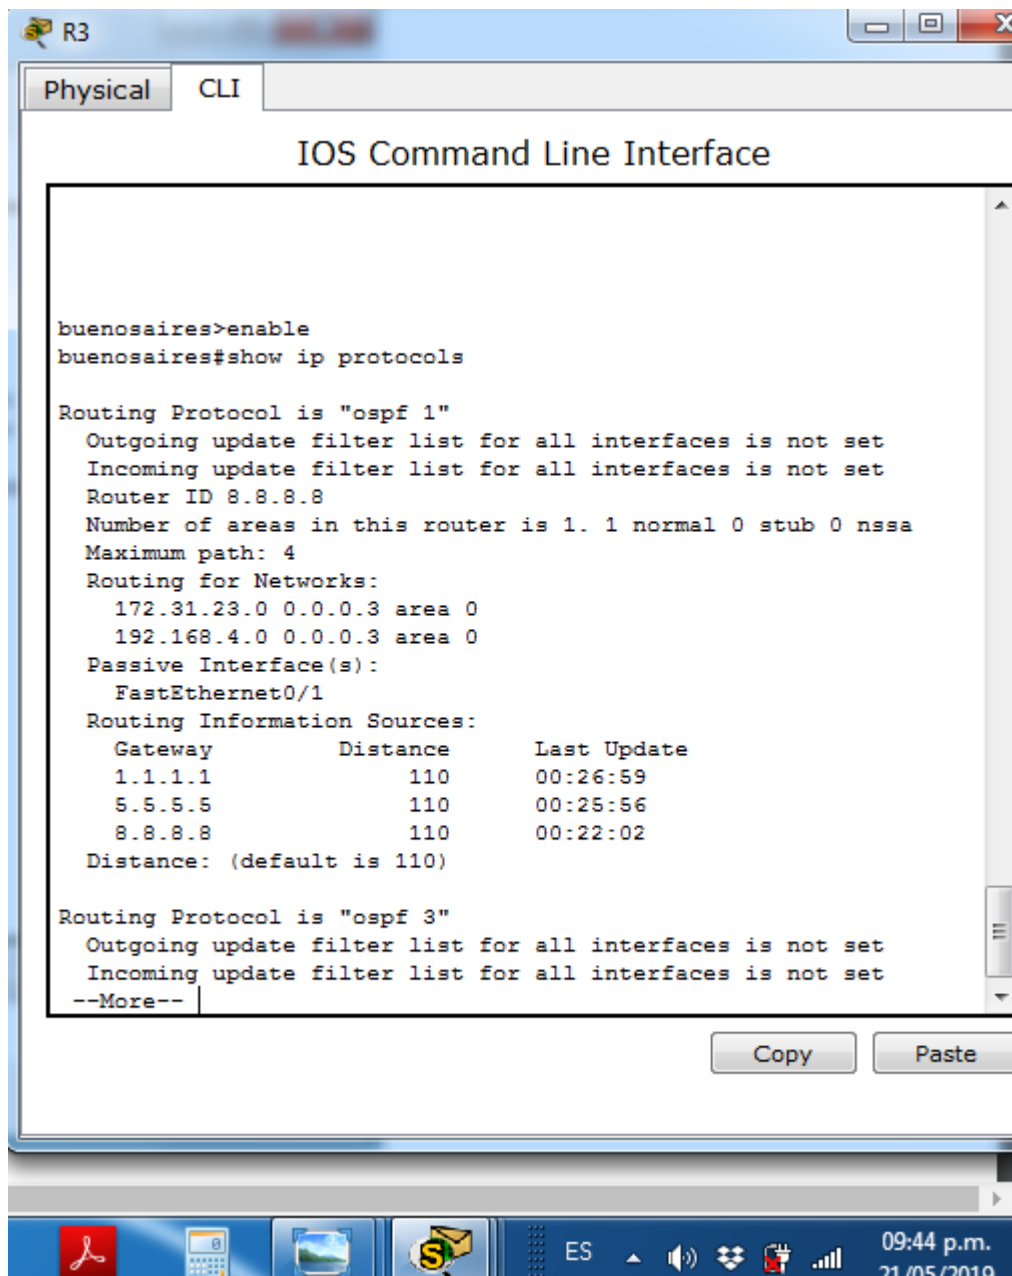 R3
Physical
CLI
IOS Command Line Interface
buenosaires>enable
buenosaires#show ip protocols
Routing Protocol is "ospf 1"
Outgoing update filter list for all interfaces is not set
Incoming update filter list for all interfaces is not set
Router ID 8.8.8.8
Number of areas in this router is 1. 1 normal 0 stub 0 nssa
Maximum path: 4
Routing for Networks:
172.31.23.0 0.0.0.3 area 0
192.168.4.0 0.0.0.3 area 0
Passive Interface(s):
FastEthernet0/1
Routing Information Sources:
Gateway Distance Last Update
1.1.1.1 110 00:26:59
5.5.5.5 110 00:25:56
8.8.8.8 110 00:22:02
Distance: (default is 110)
Routing Protocol is "ospf 3"
Outgoing update filter list for all interfaces is not set
Incoming update filter list for all interfaces is not set
--More--
Copy
Paste
ES
09:44 p.m.
21/05/2019